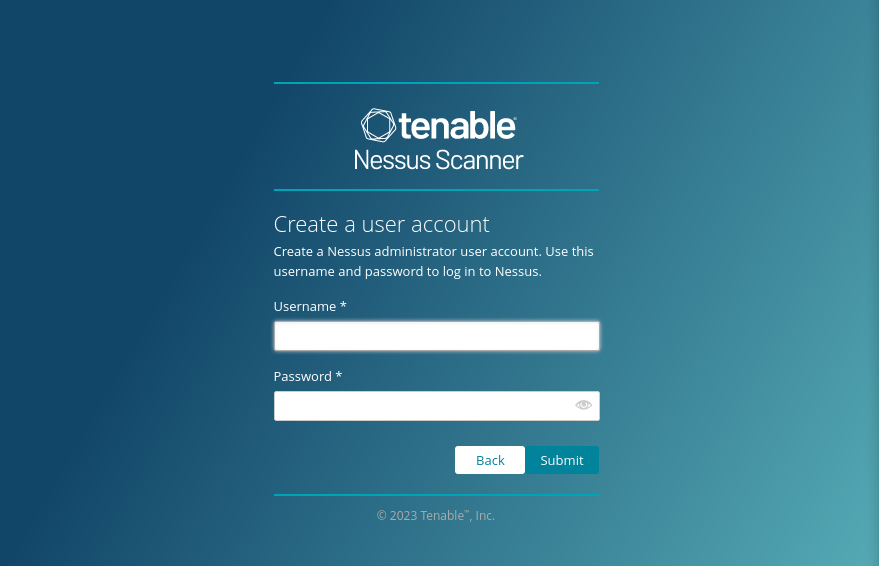 tenable
Nessus Scanner
Create a user account
Create a Nessus administrator user account. Use this
username and password to log in to Nessus.
Username *
Password *
Back
Submit
© 2023 Tenable™, Inc.